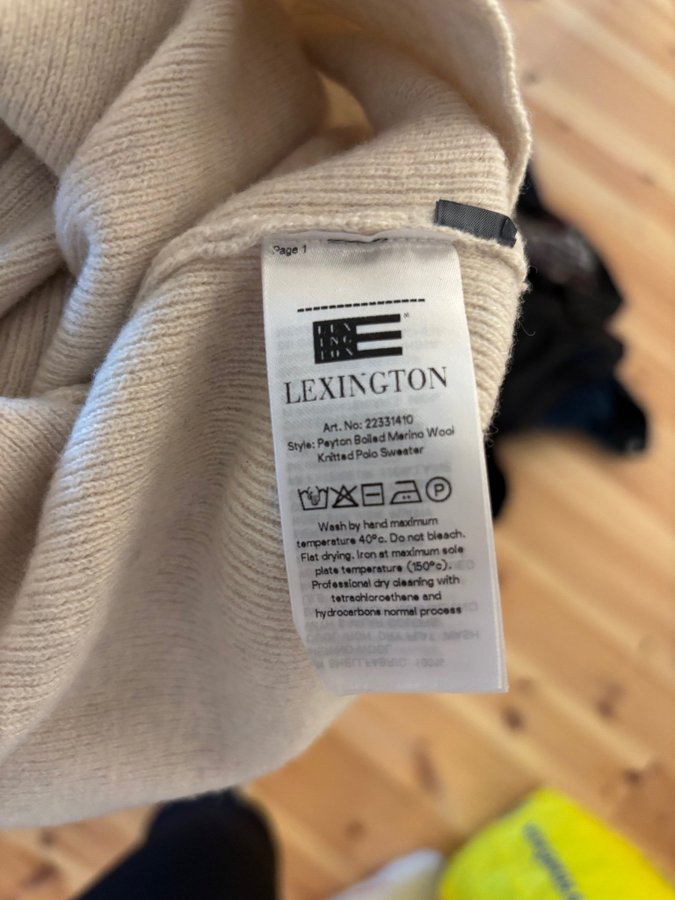 Page 1
LEX
ING
TON
LEXINGTON
Art. No: 22331410
Style: Peyton Boiled Merino Wool
Knitted Polo Sweater
P
Wash by hand maximum
temperature 40°c. Do not bleach.
Flat drying. Iron at maximum sole
plate temperature (150°c).
Professional dry cleaning with
tetrachloroethene and
hydrocarbons normal process